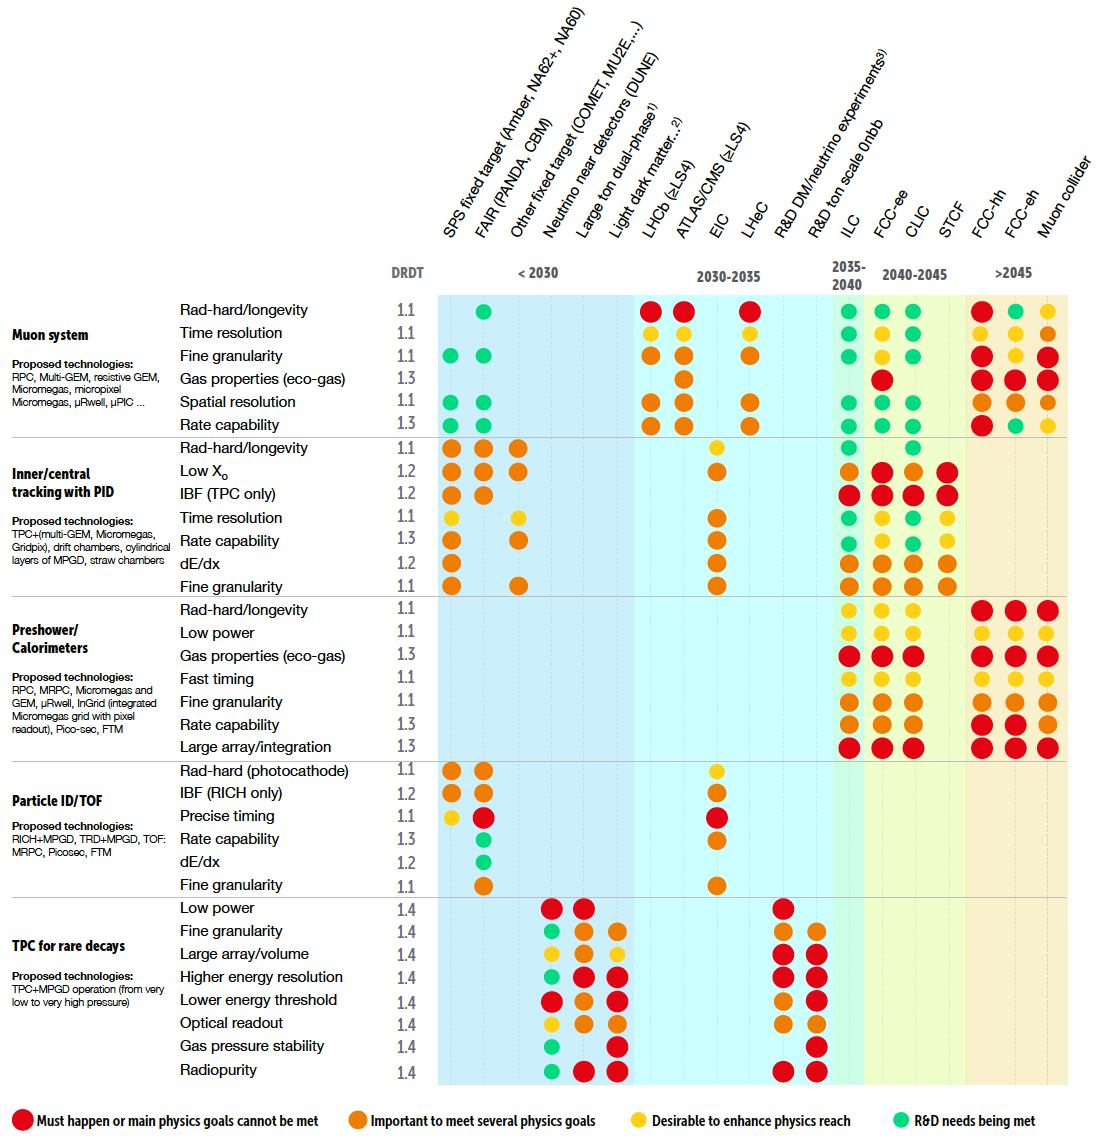 SPS fixed target (Amber, NA62+, NA60)
FAIR (PANDA, CBM)
Other fixed target (COMET, MU2E,...)
Neutrino near detectors (DUNE)
Large ton dual-phase1)
Light dark matter...2)
LHCb (≥LS4)
ATLAS/CMS (≥LS4)
EIC
LHeC
R&D DM/neutrino experiments3)
R&D ton scale 0nbb
ILC
FCC-ee
CLIC
STCF
FCC-hh
FCC-eh
Muon collider
DRDT
< 2030
2030-2035
2035-
2040
2040-2045
>2045
Muon system
Proposed technologies:
RPC, Multi-GEM, resistive GEM,
Micromegas, micropixel
Micromegas, µRwell, µPIC ...
Rad-hard/longevity 1.1
Time resolution 1.1
Fine granularity 1.1
Gas properties (eco-gas) 1.3
Spatial resolution 1.1
Rate capability 1.3
Inner/central
tracking with PID
Proposed technologies:
TPC+(multi-GEM, Micromegas,
Gridpix), drift chambers, cylindrical
layers of MPGD, straw chambers
Rad-hard/longevity 1.1
Low Xo 1.2
IBF (TPC only) 1.2
Time resolution 1.1
Rate capability 1.3
dE/dx 1.2
Fine granularity 1.1
Preshower/
Calorimeters
Proposed technologies:
RPC, MRPC, Micromegas and
GEM, µRwell, InGrid (integrated
Micromegas grid with pixel
readout), Pico-sec, FTM
Rad-hard/longevity 1.1
Low power 1.1
Gas properties (eco-gas) 1.3
Fast timing 1.1
Fine granularity 1.1
Rate capability 1.3
Large array/integration 1.3
Particle ID/TOF
Proposed technologies:
RICH+MPGD, TRD+MPGD, TOF:
MRPC, Picosec, FTM
Rad-hard (photocathode) 1.1
IBF (RICH only) 1.2
Precise timing 1.1
Rate capability 1.3
dE/dx 1.2
Fine granularity 1.1
TPC for rare decays
Proposed technologies:
TPC+MPGD operation (from very
low to very high pressure)
Low power 1.4
Fine granularity 1.4
Large array/volume 1.4
Higher energy resolution 1.4
Lower energy threshold 1.4
Optical readout 1.4
Gas pressure stability 1.4
Radiopurity 1.4
Must happen or main physics goals cannot be met
Important to meet several physics goals
Desirable to enhance physics reach
R&D needs being met